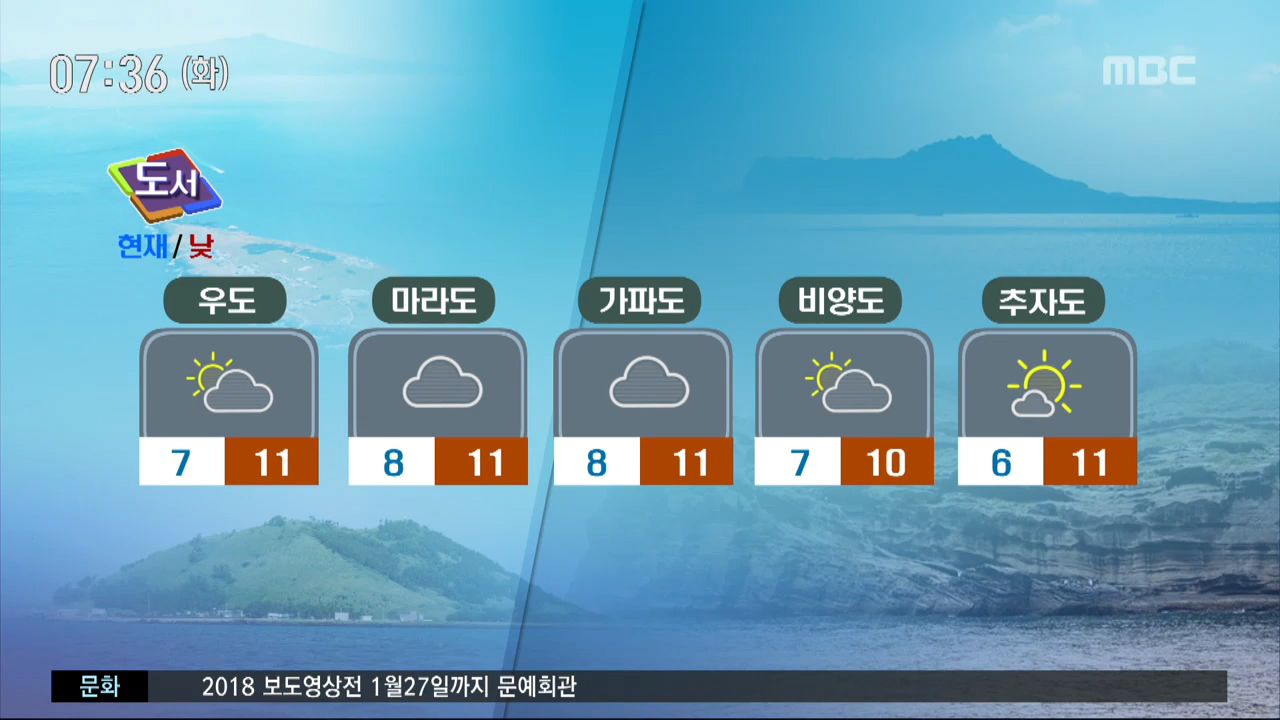 07:36 (화)
MBC
도서
현재/낮
우도 마라도 가파도 비양도 추자도
7 11 8 11 8 11 7 10 6 11
문화 2018 보도영상전 1월27일까지 문예회관